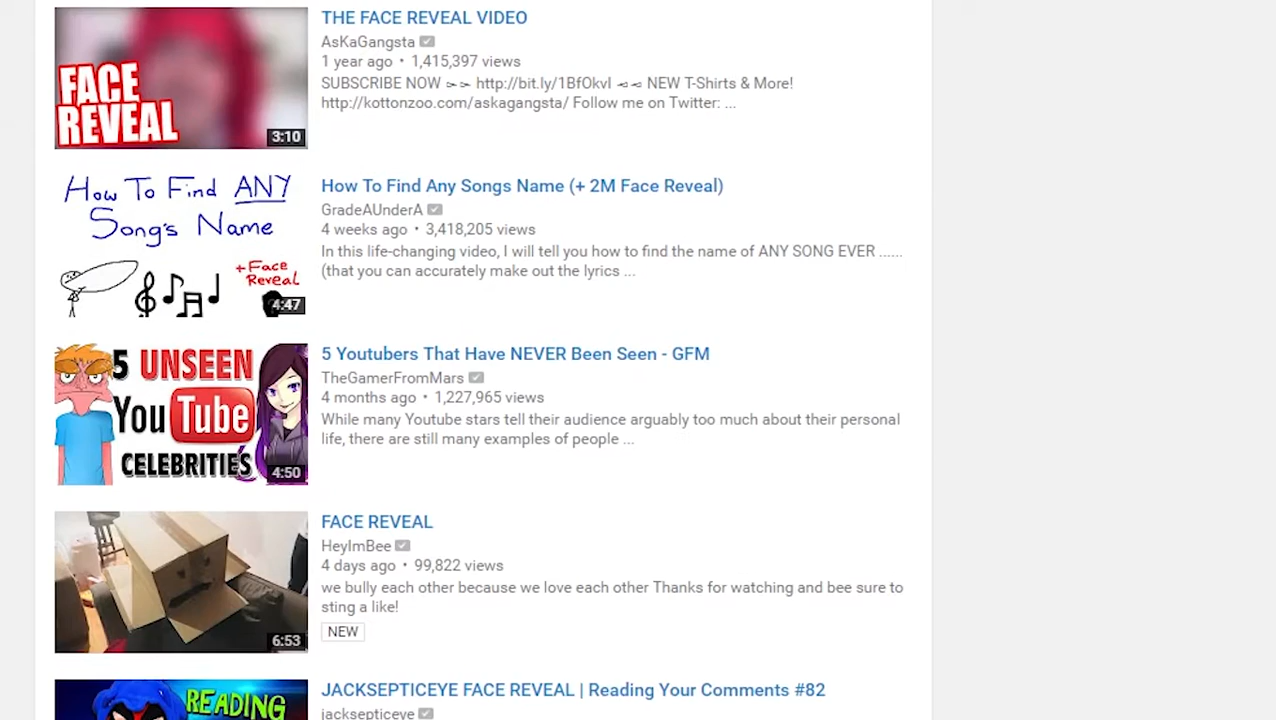 THE FACE REVEAL VIDEO
AsKaGangsta
1 year ago • 1,415,397 views
SUBSCRIBE NOW ➢➢ http://bit.ly/1BfOkvI ⊰⊰ NEW T-Shirts & More!
http://kottonzoo.com/askagangsta/ Follow me on Twitter: ...
FACE
REVEAL
3:10
How To Find ANY
Song's Name
+Face
Reveal
4:47
How To Find Any Songs Name (+ 2M Face Reveal)
GradeAUnderA
4 weeks ago • 3,418,205 views
In this life-changing video, I will tell you how to find the name of ANY SONG EVER ......
(that you can accurately make out the lyrics ...
5 UNSEEN
YouTube
CELEBRITIES
4:50
5 Youtubers That Have NEVER Been Seen - GFM
TheGamerFromMars
4 months ago • 1,227,965 views
While many Youtube stars tell their audience arguably too much about their personal
life, there are still many examples of people ...
6:53
FACE REVEAL
HeyImBee
4 days ago • 99,822 views
we bully each other because we love each other Thanks for watching and bee sure to
sting a like!
NEW
READING
JACKSEPTICEYE FACE REVEAL | Reading Your Comments #82
jacksepticeye